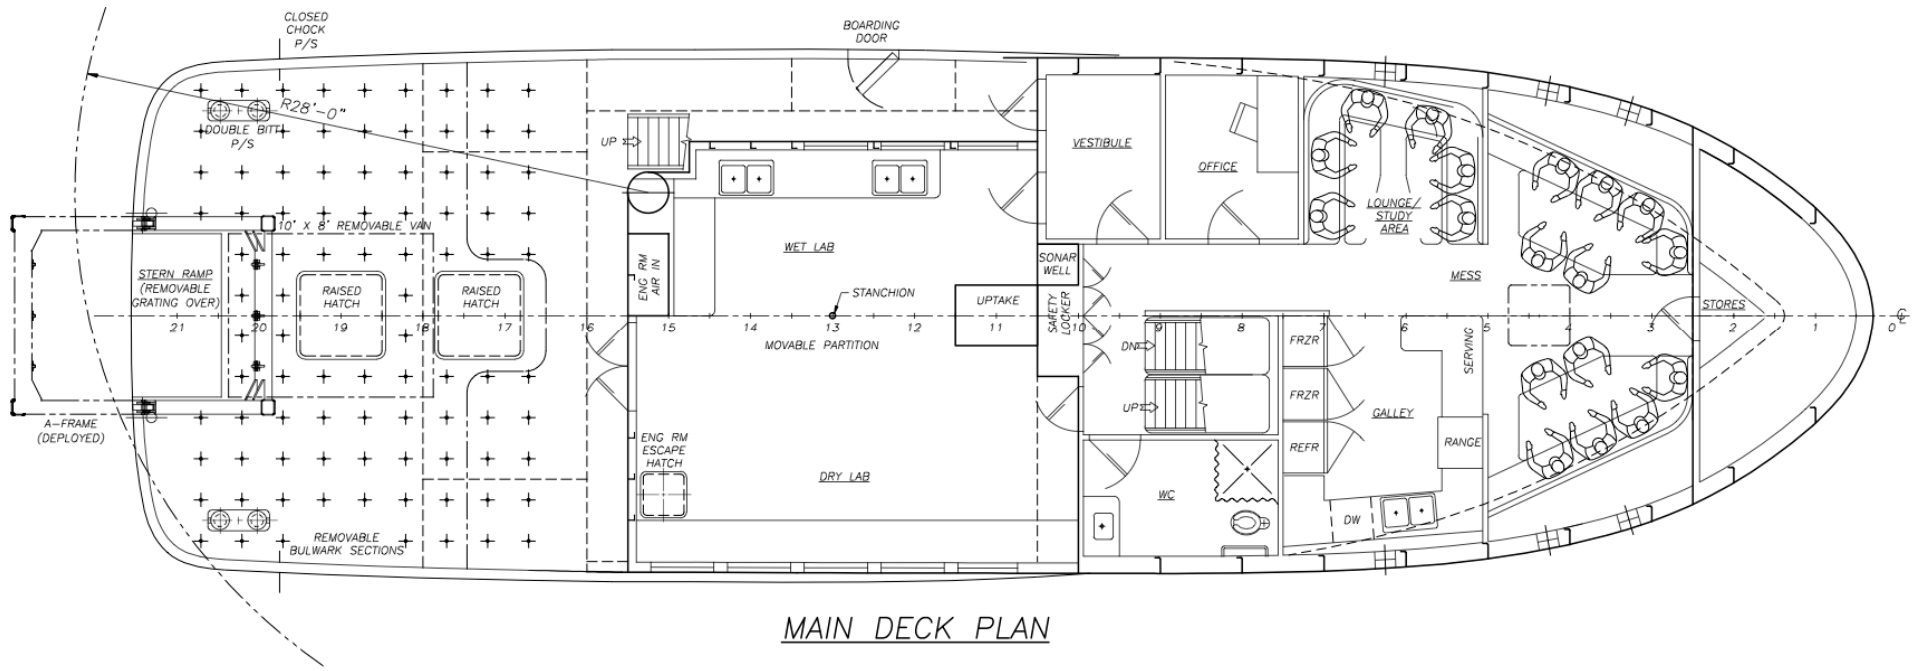 CLOSED
CHOCK
P/S
BOARDING
DOOR
R28'-0"
DOUBLE BITT
P/S
UP
VESTIBULE
OFFICE
LOUNGE/
STUDY
AREA
10' X 8' REMOVABLE VAN
WET LAB
SONAR
WELL
MESS
STERN RAMP
(REMOVABLE
GRATING OVER)
RAISED
HATCH
RAISED
HATCH
ENG RM
AIR IN
STANCHION
UPTAKE
SAFETY
LOCKER
STORES
21 20 19 18 17 16 15 14 13 12 11 10 9 8 7 6 5 4 3 2 1 0
℄
MOVABLE PARTITION
DN
FRZR
SERVING
FRZR
UP
GALLEY
A-FRAME
(DEPLOYED)
ENG RM
ESCAPE
HATCH
REFR
RANGE
DRY LAB
WC
DW
REMOVABLE
BULWARK SECTIONS
MAIN DECK PLAN